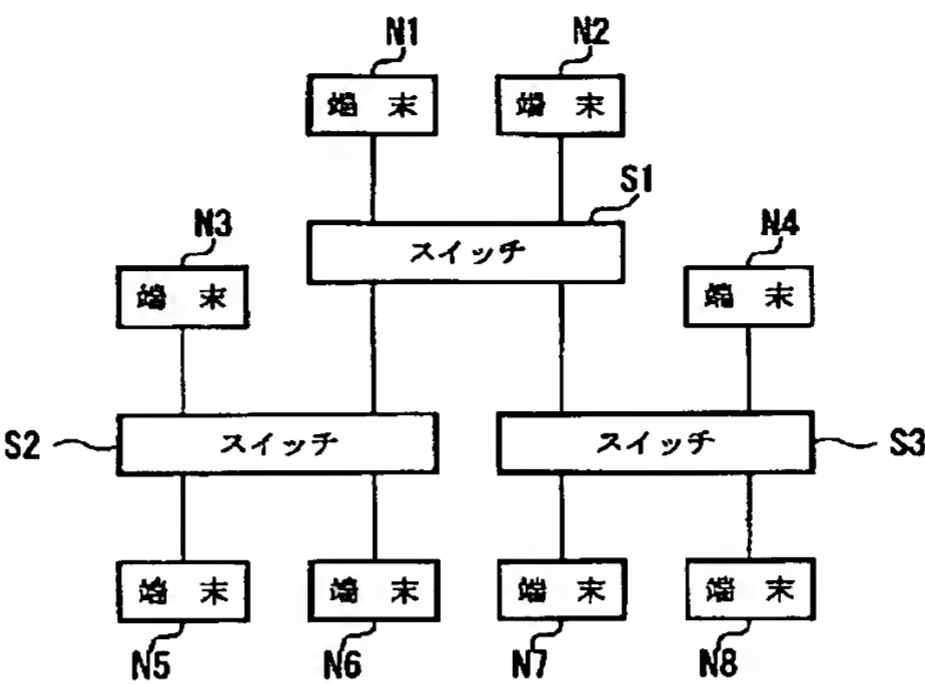 N1 N2
端 末 端 末
S1
N3 スイッチ N4
端 末 端 末
S2 スイッチ スイッチ S3
端 末 端 末 端 末 端 末
N5 N6 N7 N8